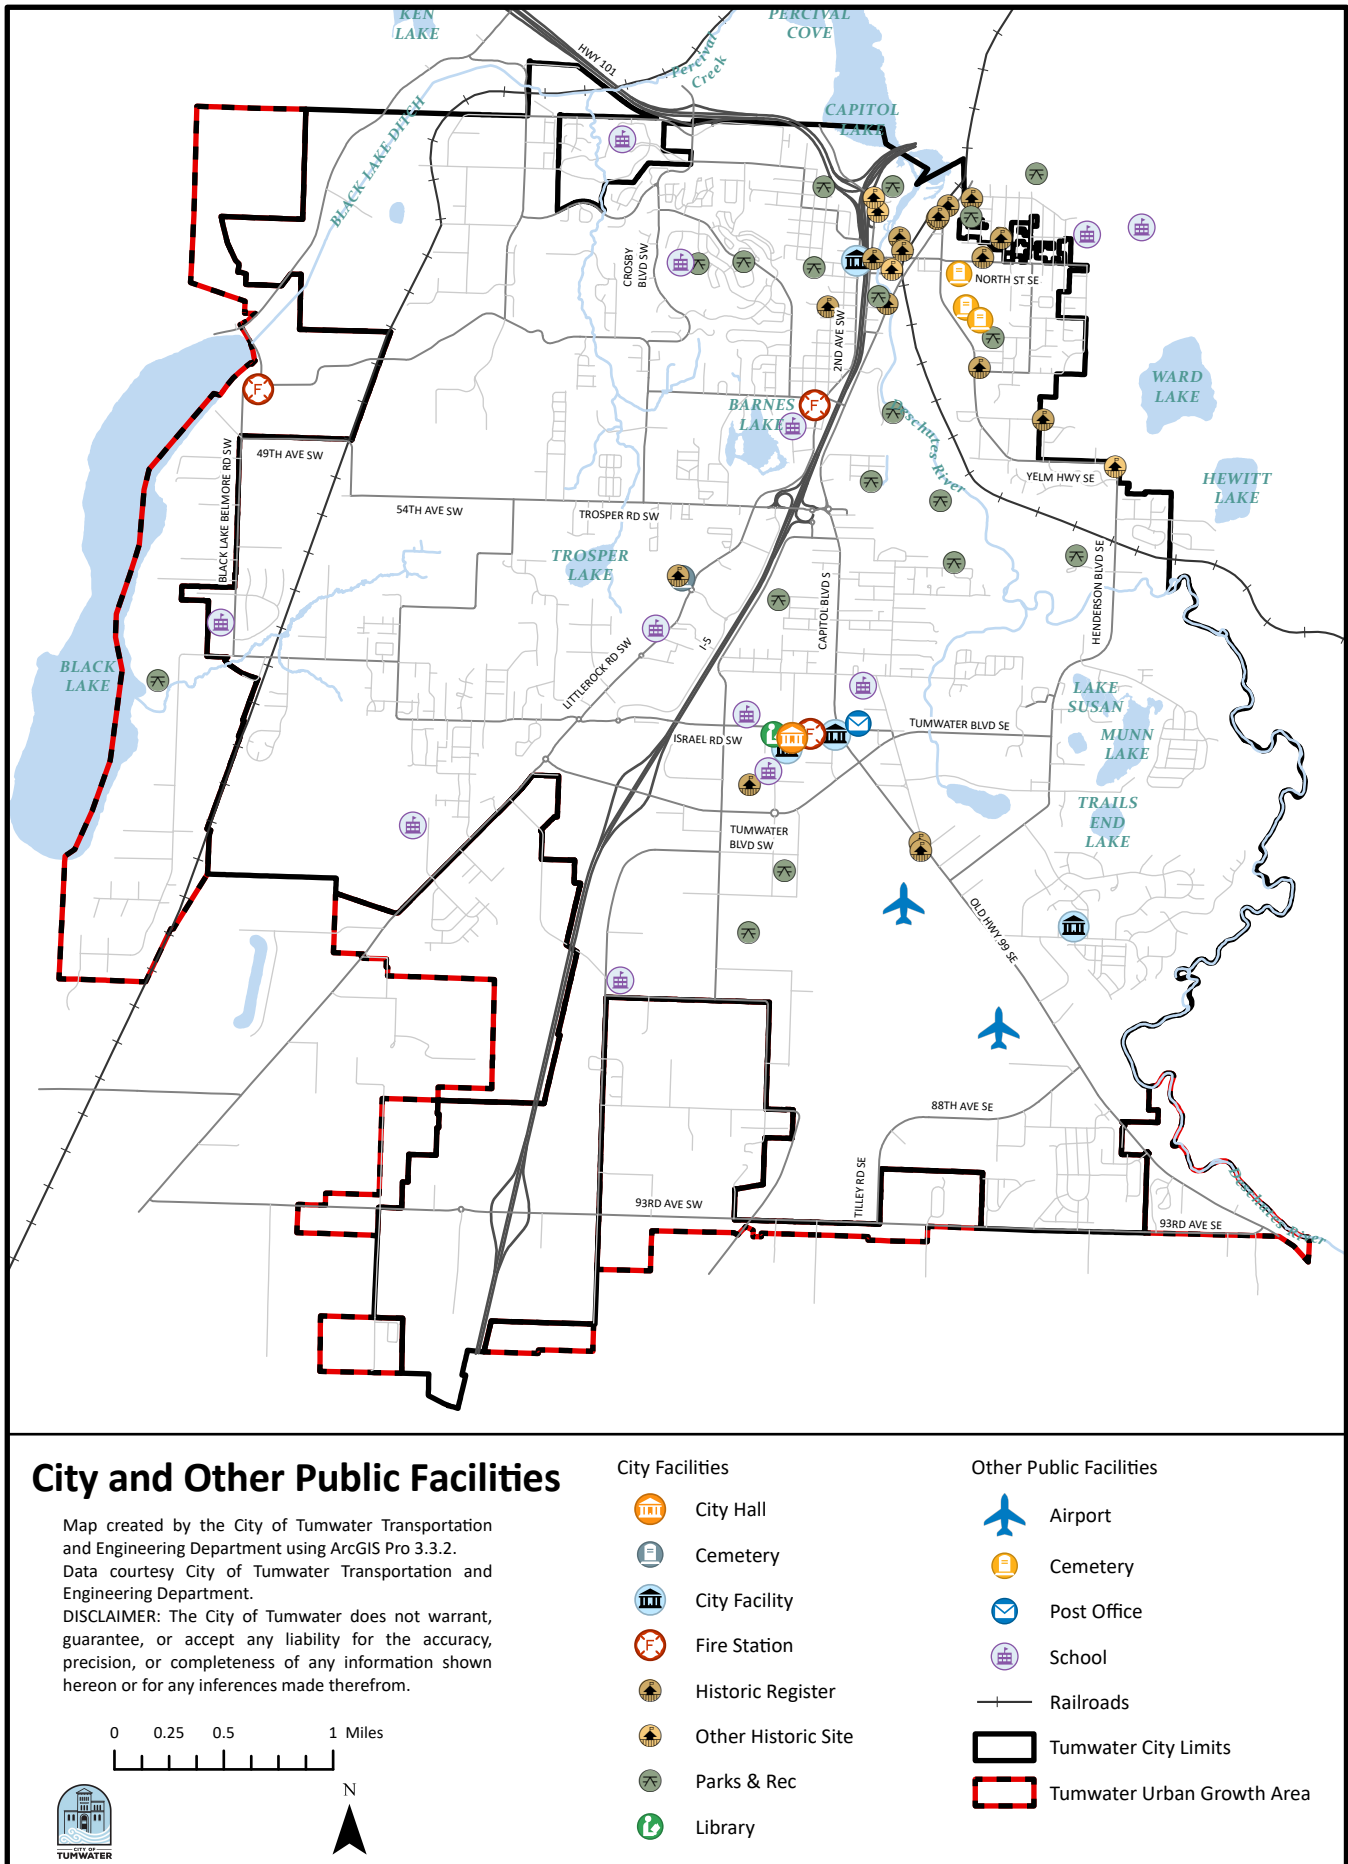 KEN
LAKE
PERCIVAL
COVE
HWY 101
Percival
Creek
BLACK LAKE DITCH
CAPITOL
LAKE
CROSBY
BLVD SW
NORTH ST SE
2ND AVE SW
WARD
LAKE
BARNES
LAKE
F
F
Deschutes River
49TH AVE SW
BLACK LAKE BELMORE RD SW
YELM HWY SE
HEWITT
LAKE
54TH AVE SW
TROSPER RD SW
TROSPER
LAKE
CAPITOL BLVD S
HENDERSON BLVD SE
I-5
LITTLEROCK RD SW
BLACK
LAKE
LAKE
SUSAN
MUNN
LAKE
ISRAEL RD SW
F
TUMWATER BLVD SE
TRAILS
END
LAKE
TUMWATER
BLVD SW
OLD HWY 99 SE
88TH AVE SE
TILLEY RD SE
93RD AVE SW
93RD AVE SE
Deschutes River
City and Other Public Facilities
Map created by the City of Tumwater Transportation
and Engineering Department using ArcGIS Pro 3.3.2.
Data courtesy City of Tumwater Transportation and
Engineering Department.
DISCLAIMER: The City of Tumwater does not warrant,
guarantee, or accept any liability for the accuracy,
precision, or completeness of any information shown
hereon or for any inferences made therefrom.
0 0.25 0.5 1 Miles
CITY OF
TUMWATER
N
City Facilities
City Hall
Cemetery
City Facility
F Fire Station
Historic Register
Other Historic Site
Parks & Rec
Library
Other Public Facilities
Airport
Cemetery
Post Office
School
Railroads
Tumwater City Limits
Tumwater Urban Growth Area